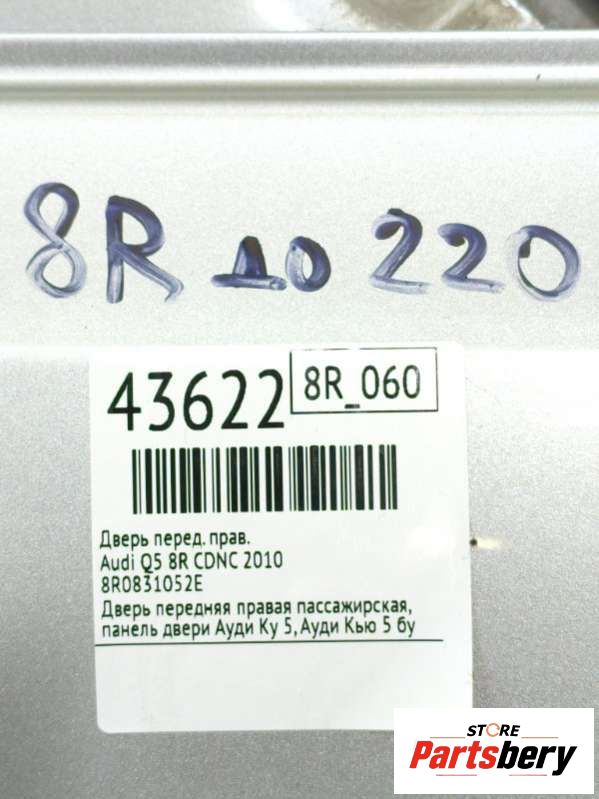 8R до 220
43622
8R_060
Дверь перед. прав.
Audi Q5 8R CDNC 2010
8R0831052E
Дверь передняя правая пассажирская,
панель двери Ауди Ку 5, Ауди Кью 5 бу
STORE
Partsbery